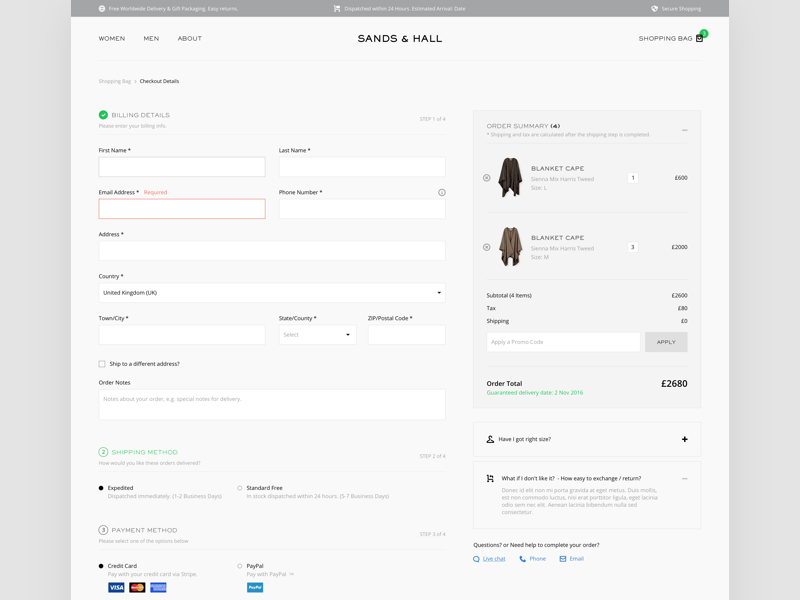 Free Worldwide Delivery & Gift Packaging. Easy returns.
Dispatched within 24 Hours. Estimated Arrival: Date
Secure Shopping
WOMEN
MEN
ABOUT
SANDS & HALL
SHOPPING BAG
Shopping Bag > Checkout Details
BILLING DETAILS
Please enter your billing info.
STEP 1 of 4
First Name *
Last Name *
Email Address * Required
Phone Number *
Address *
Country *
United Kingdom (UK)
Town/City *
State/County *
ZIP/Postal Code *
Select
Ship to a different address?
Order Notes
Notes about your order, e.g. special notes for delivery.
2 SHIPPING METHOD
How would you like these orders delivered?
STEP 2 of 4
Expedited
Dispatched immediately. (1-2 Business Days)
Standard Free
In stock dispatched within 24 hours. (5-7 Business Days)
3 PAYMENT METHOD
Please select one of the options below.
STEP 3 of 4
Credit Card
Pay with your credit card via Stripe.
VISA
MasterCard
PayPal
Pay with PayPal
PayPal
ORDER SUMMARY (4)
* Shipping and tax are calculated after the shipping step is completed.
BLANKET CAPE
Sienna Mix Harris Tweed
Size: L
1
£600
BLANKET CAPE
Sienna Mix Harris Tweed
Size: M
3
£2000
Subtotal (4 Items)
£2600
Tax
£80
Shipping
£0
Apply a Promo Code
APPLY
Order Total
£2680
Guaranteed delivery date: 2 Nov 2016
Have I got right size?
What if I don't like it? - How easy to exchange / return?
Donec id elit non mi porta gravida at eget metus. Duis mollis,
est non commodo luctus, nisi erat porttitor ligula, eget lacinia
odio sem nec elit. Aenean lacinia bibendum nulla sed
consectetur.
Questions? or Need help to complete your order?
Live chat
Phone
Email